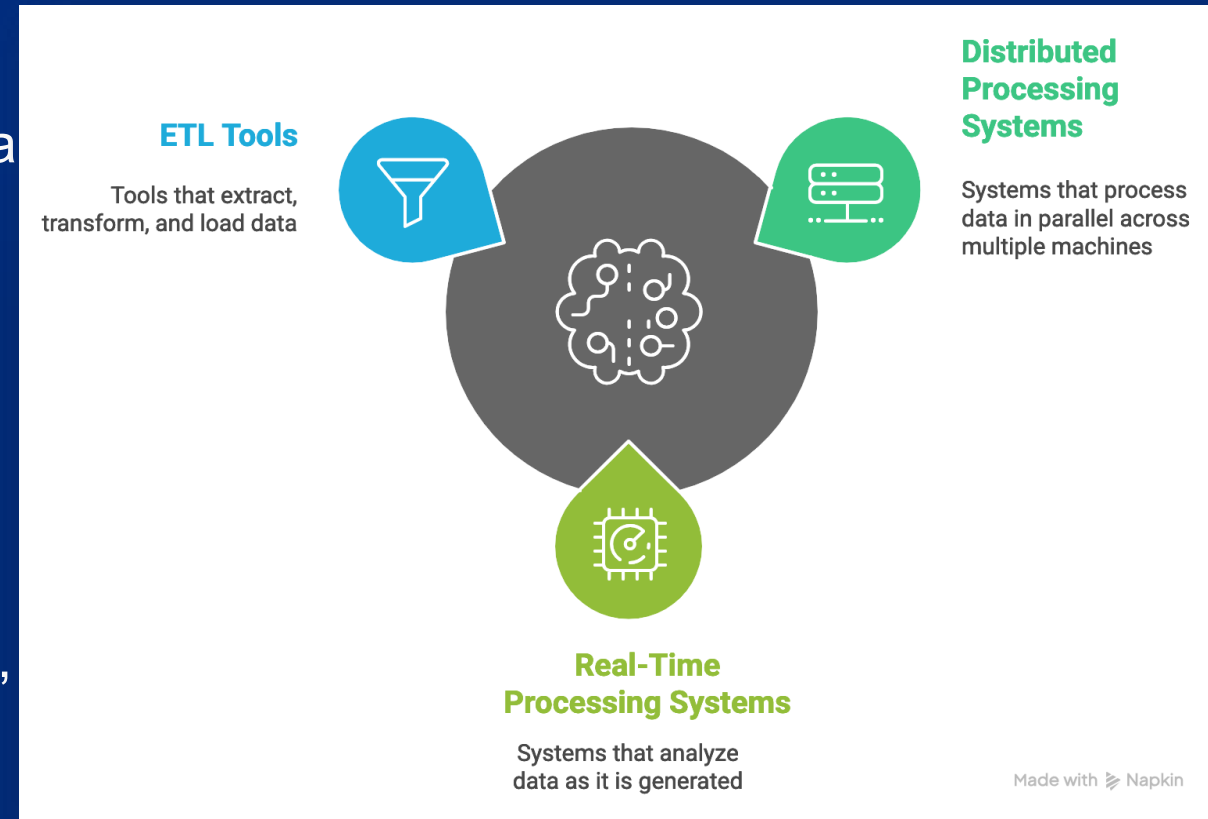 a
,
ETL Tools
Tools that extract,
transform, and load data
Distributed
Processing
Systems
Systems that process
data in parallel across
multiple machines
Real-Time
Processing Systems
Systems that analyze
data as it is generated
Made with Napkin